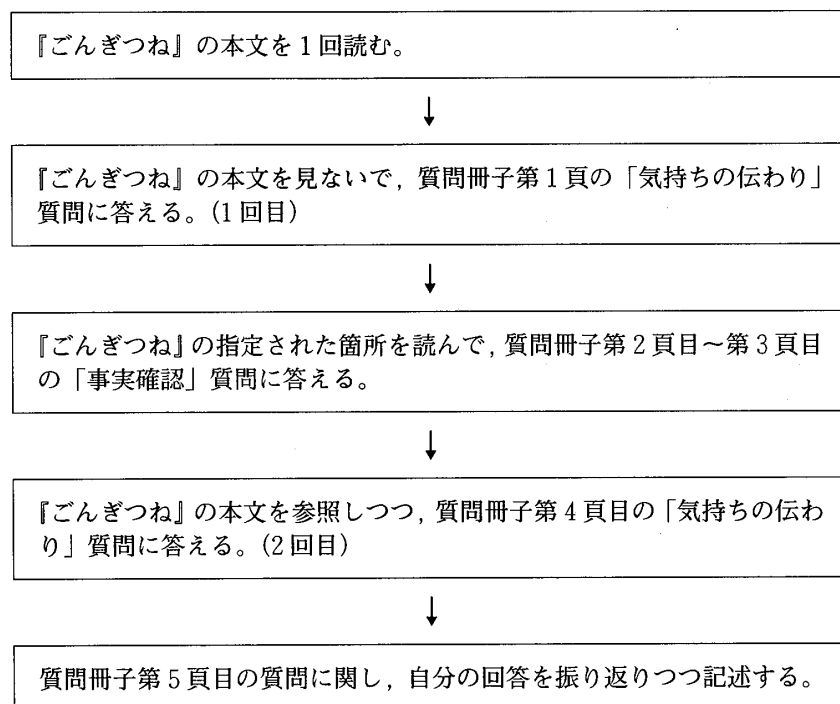 『ごんぎつね』の本文を1回読む。
↓
『ごんぎつね』の本文を見ないで，質問冊子第1頁の「気持ちの伝わり」
質問に答える。(1回目)
↓
『ごんぎつね』の指定された箇所を読んで，質問冊子第2頁目〜第3頁目
の「事実確認」質問に答える。
↓
『ごんぎつね』の本文を参照しつつ，質問冊子第4頁目の「気持ちの伝わ
り」質問に答える。(2回目)
↓
質問冊子第5頁目の質問に関し，自分の回答を振り返りつつ記述する。